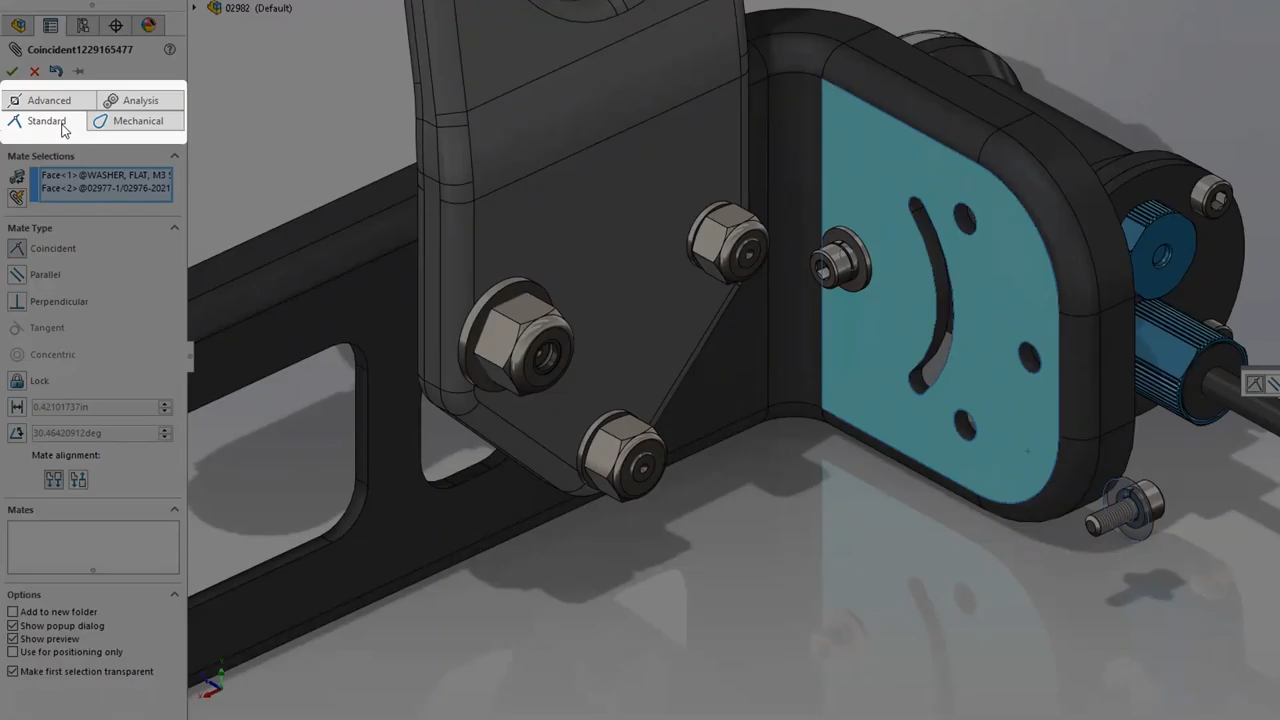 02982 (Default)
Coincident1229165477
Advanced
Analysis
Standard
Mechanical
Mate Selections
Face<1>@WASHER, FLAT, M3 S
Face<2>@02977-1/02976-2021
Mate Type
Coincident
Parallel
Perpendicular
Tangent
Concentric
Lock
0.42101737in
30.46420912deg
Mate alignment:
Mates
Options
Add to new folder
Show popup dialog
Show preview
Use for positioning only
Make first selection transparent